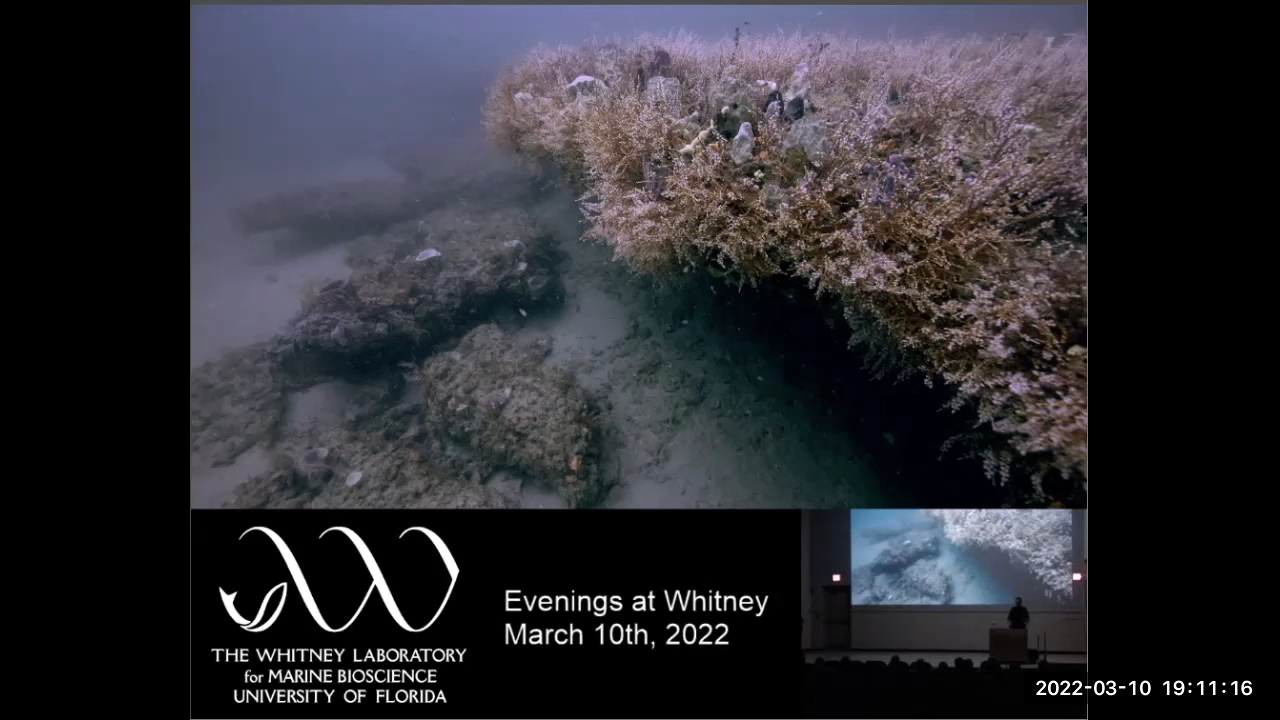 Evenings at Whitney
March 10th, 2022
THE WHITNEY LABORATORY
for MARINE BIOSCIENCE
UNIVERSITY OF FLORIDA
2022-03-10 19:11:16